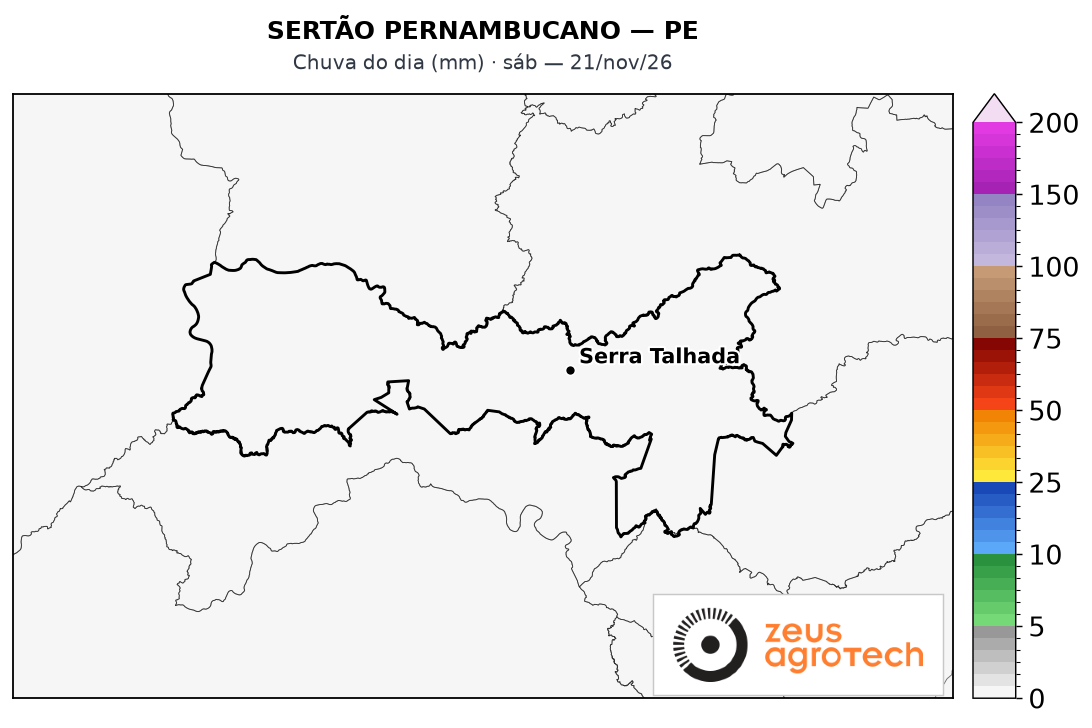 SERTÃO PERNAMBUCANO — PE
Chuva do dia (mm) · sáb — 21/nov/26
200
150
100
75
50
25
10
5
0
Serra Talhada
zeus
agrotech